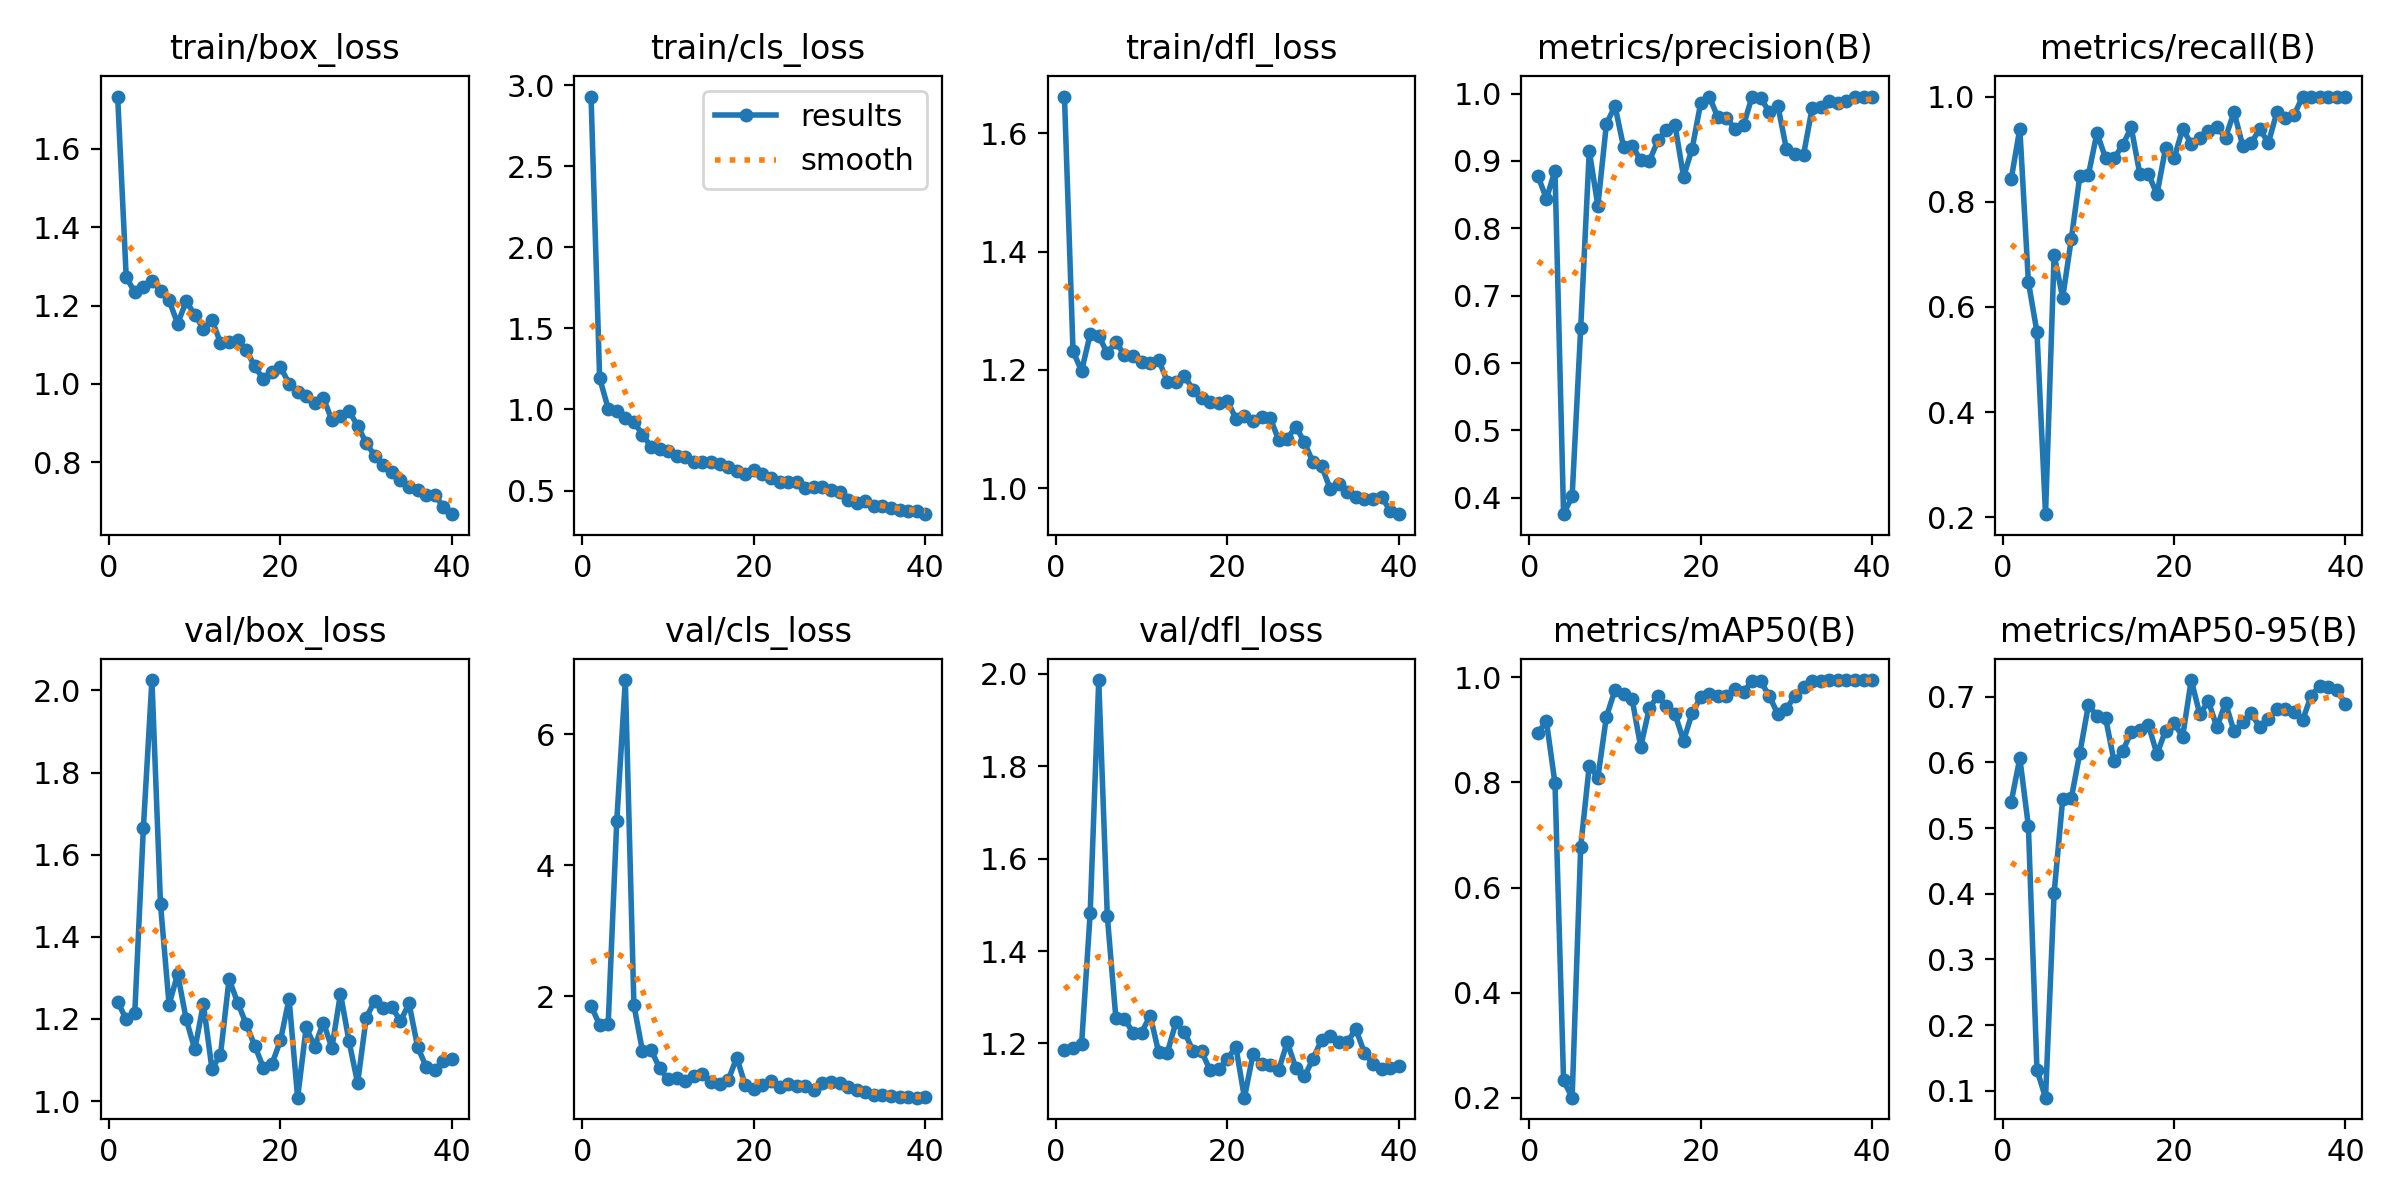 train/box_loss
1.6
1.4
1.2
1.0
0.8
0 20 40
train/cls_loss
3.0
2.5
2.0
1.5
1.0
0.5
results
smooth
0 20 40
train/dfl_loss
1.6
1.4
1.2
1.0
0 20 40
metrics/precision(B)
1.0
0.9
0.8
0.7
0.6
0.5
0.4
0 20 40
metrics/recall(B)
1.0
0.8
0.6
0.4
0.2
0 20 40
val/box_loss
2.0
1.8
1.6
1.4
1.2
1.0
0 20 40
val/cls_loss
6
4
2
0 20 40
val/dfl_loss
2.0
1.8
1.6
1.4
1.2
0 20 40
metrics/mAP50(B)
1.0
0.8
0.6
0.4
0.2
0 20 40
metrics/mAP50-95(B)
0.7
0.6
0.5
0.4
0.3
0.2
0.1
0 20 40